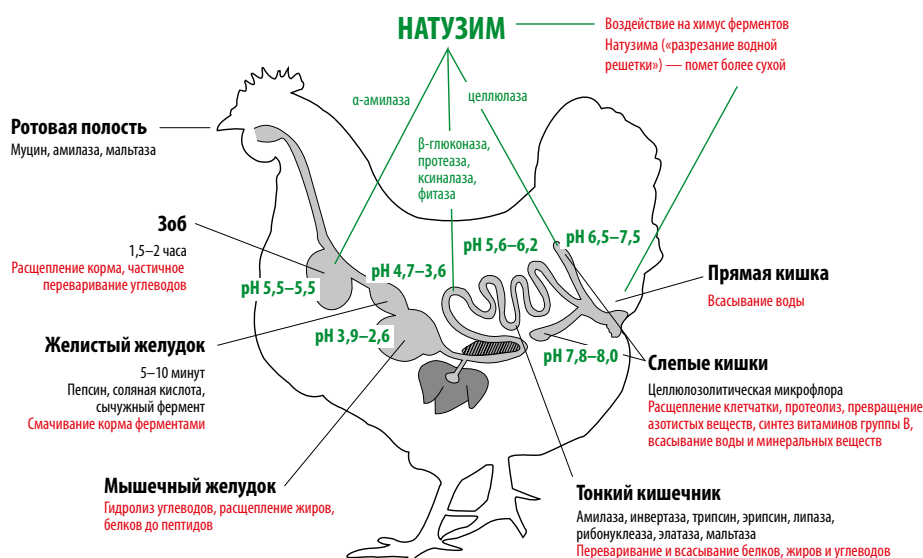 НАТУЗИМ
Воздействие на химус ферментов
Натузима («разрезание водной
решетки») — помет более сухой
α-амилаза
целлюлаза
β-глюконаза,
протеаза,
ксиналаза,
фитаза
Ротовая полость
Муцин, амилаза, мальтаза
Зоб
1,5–2 часа
Расщепление корма, частичное
переваривание углеводов
pH 5,5–5,5
pH 4,7–3,6
pH 5,6–6,2
pH 6,5–7,5
Прямая кишка
Всасывание воды
Желистый желудок
5–10 минут
Пепсин, соляная кислота,
сычужный фермент
Смачивание корма ферментами
pH 3,9–2,6
pH 7,8–8,0
Слепые кишки
Целлюлозолитическая микрофлора
Расщепление клетчатки, протеолиз, превращение
азотистых веществ, синтез витаминов группы В,
всасывание воды и минеральных веществ
Мышечный желудок
Гидролиз углеводов, расщепление жиров,
белков до пептидов
Тонкий кишечник
Амилаза, инвертаза, трипсин, эрипсин, липаза,
рибонуклеаза, элатаза, мальтаза
Переваривание и всасывание белков, жиров и углеводов